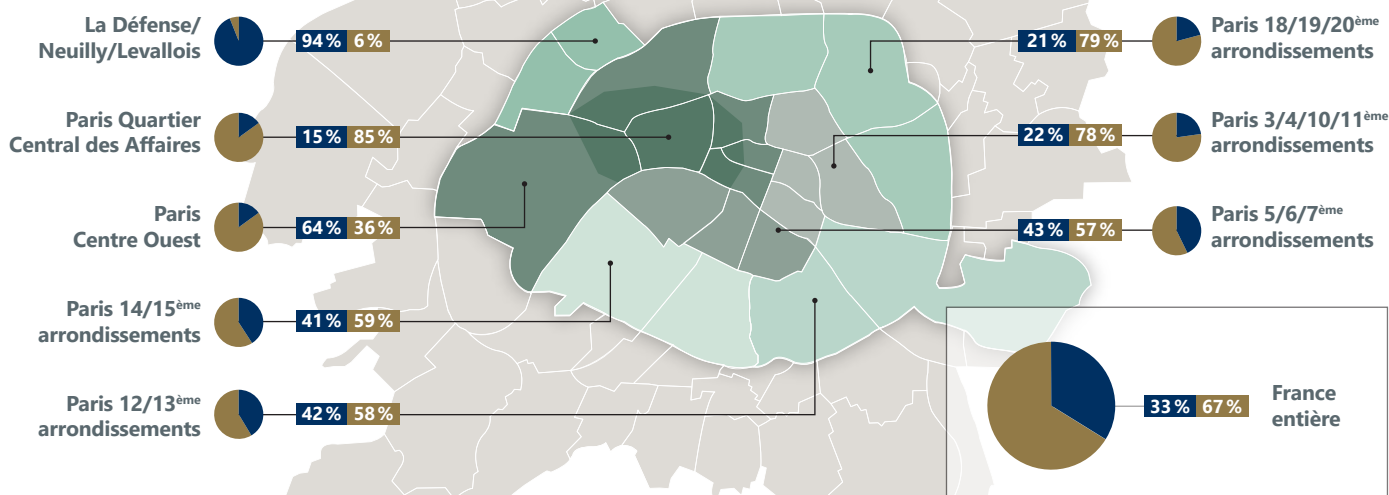 La Défense/
Neuilly/Levallois
94 % 6 %
Paris Quartier
Central des Affaires
15 % 85 %
Paris
Centre Ouest
64 % 36 %
Paris 14/15ème
arrondissements
41 % 59 %
Paris 12/13ème
arrondissements
42 % 58 %
21 % 79 %
Paris 18/19/20ème
arrondissements
22 % 78 %
Paris 3/4/10/11ème
arrondissements
43 % 57 %
Paris 5/6/7ème
arrondissements
33 % 67 %
France
entière